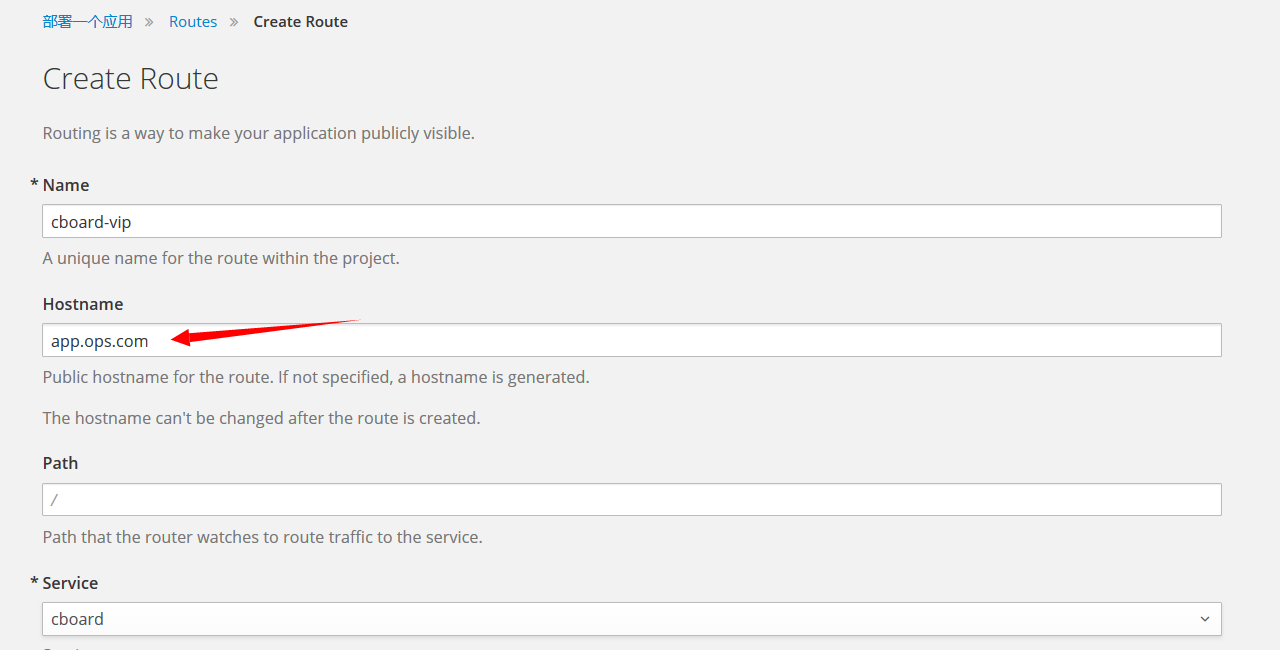 部署一个应用 » Routes » Create Route
Create Route
Routing is a way to make your application publicly visible.
* Name
cboard-vip
A unique name for the route within the project.
Hostname
app.ops.com
Public hostname for the route. If not specified, a hostname is generated.
The hostname can't be changed after the route is created.
Path
/
Path that the router watches to route traffic to the service.
* Service
cboard